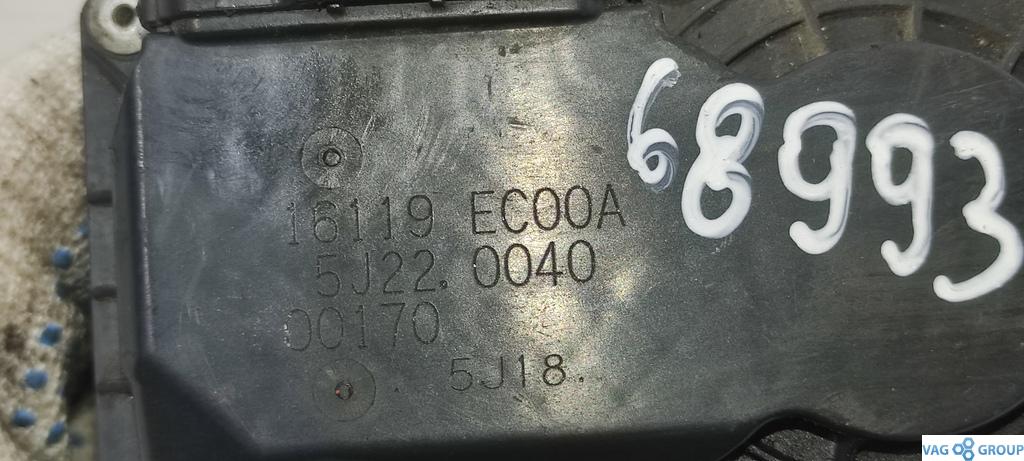 68993
16119 EC00A
5J22. 0040
00170
5J18.
VAG GROUP